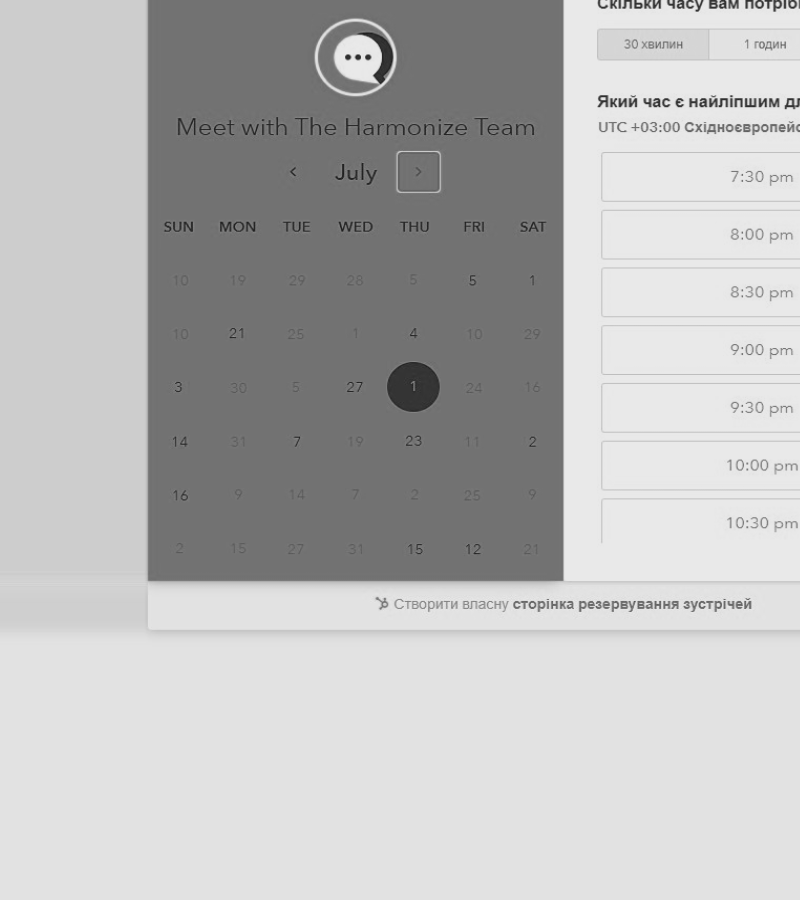 Скільки часу вам потріб
30 хвилин 1 годин
Meet with The Harmonize Team
July
SUN MON TUE WED THU FRI SAT
10 19 29 28 5 5 1
10 21 25 1 4 10 29
3 30 5 27 1 24 16
14 31 7 19 23 11 2
16 9 14 7 2 25 9
2 15 27 31 15 12 21
Який час є найліпшим дл
UTC +03:00 Східноєвропейс
7:30 pm
8:00 pm
8:30 pm
9:00 pm
9:30 pm
10:00 pm
10:30 pm
Створити власну сторінка резервування зустрічей